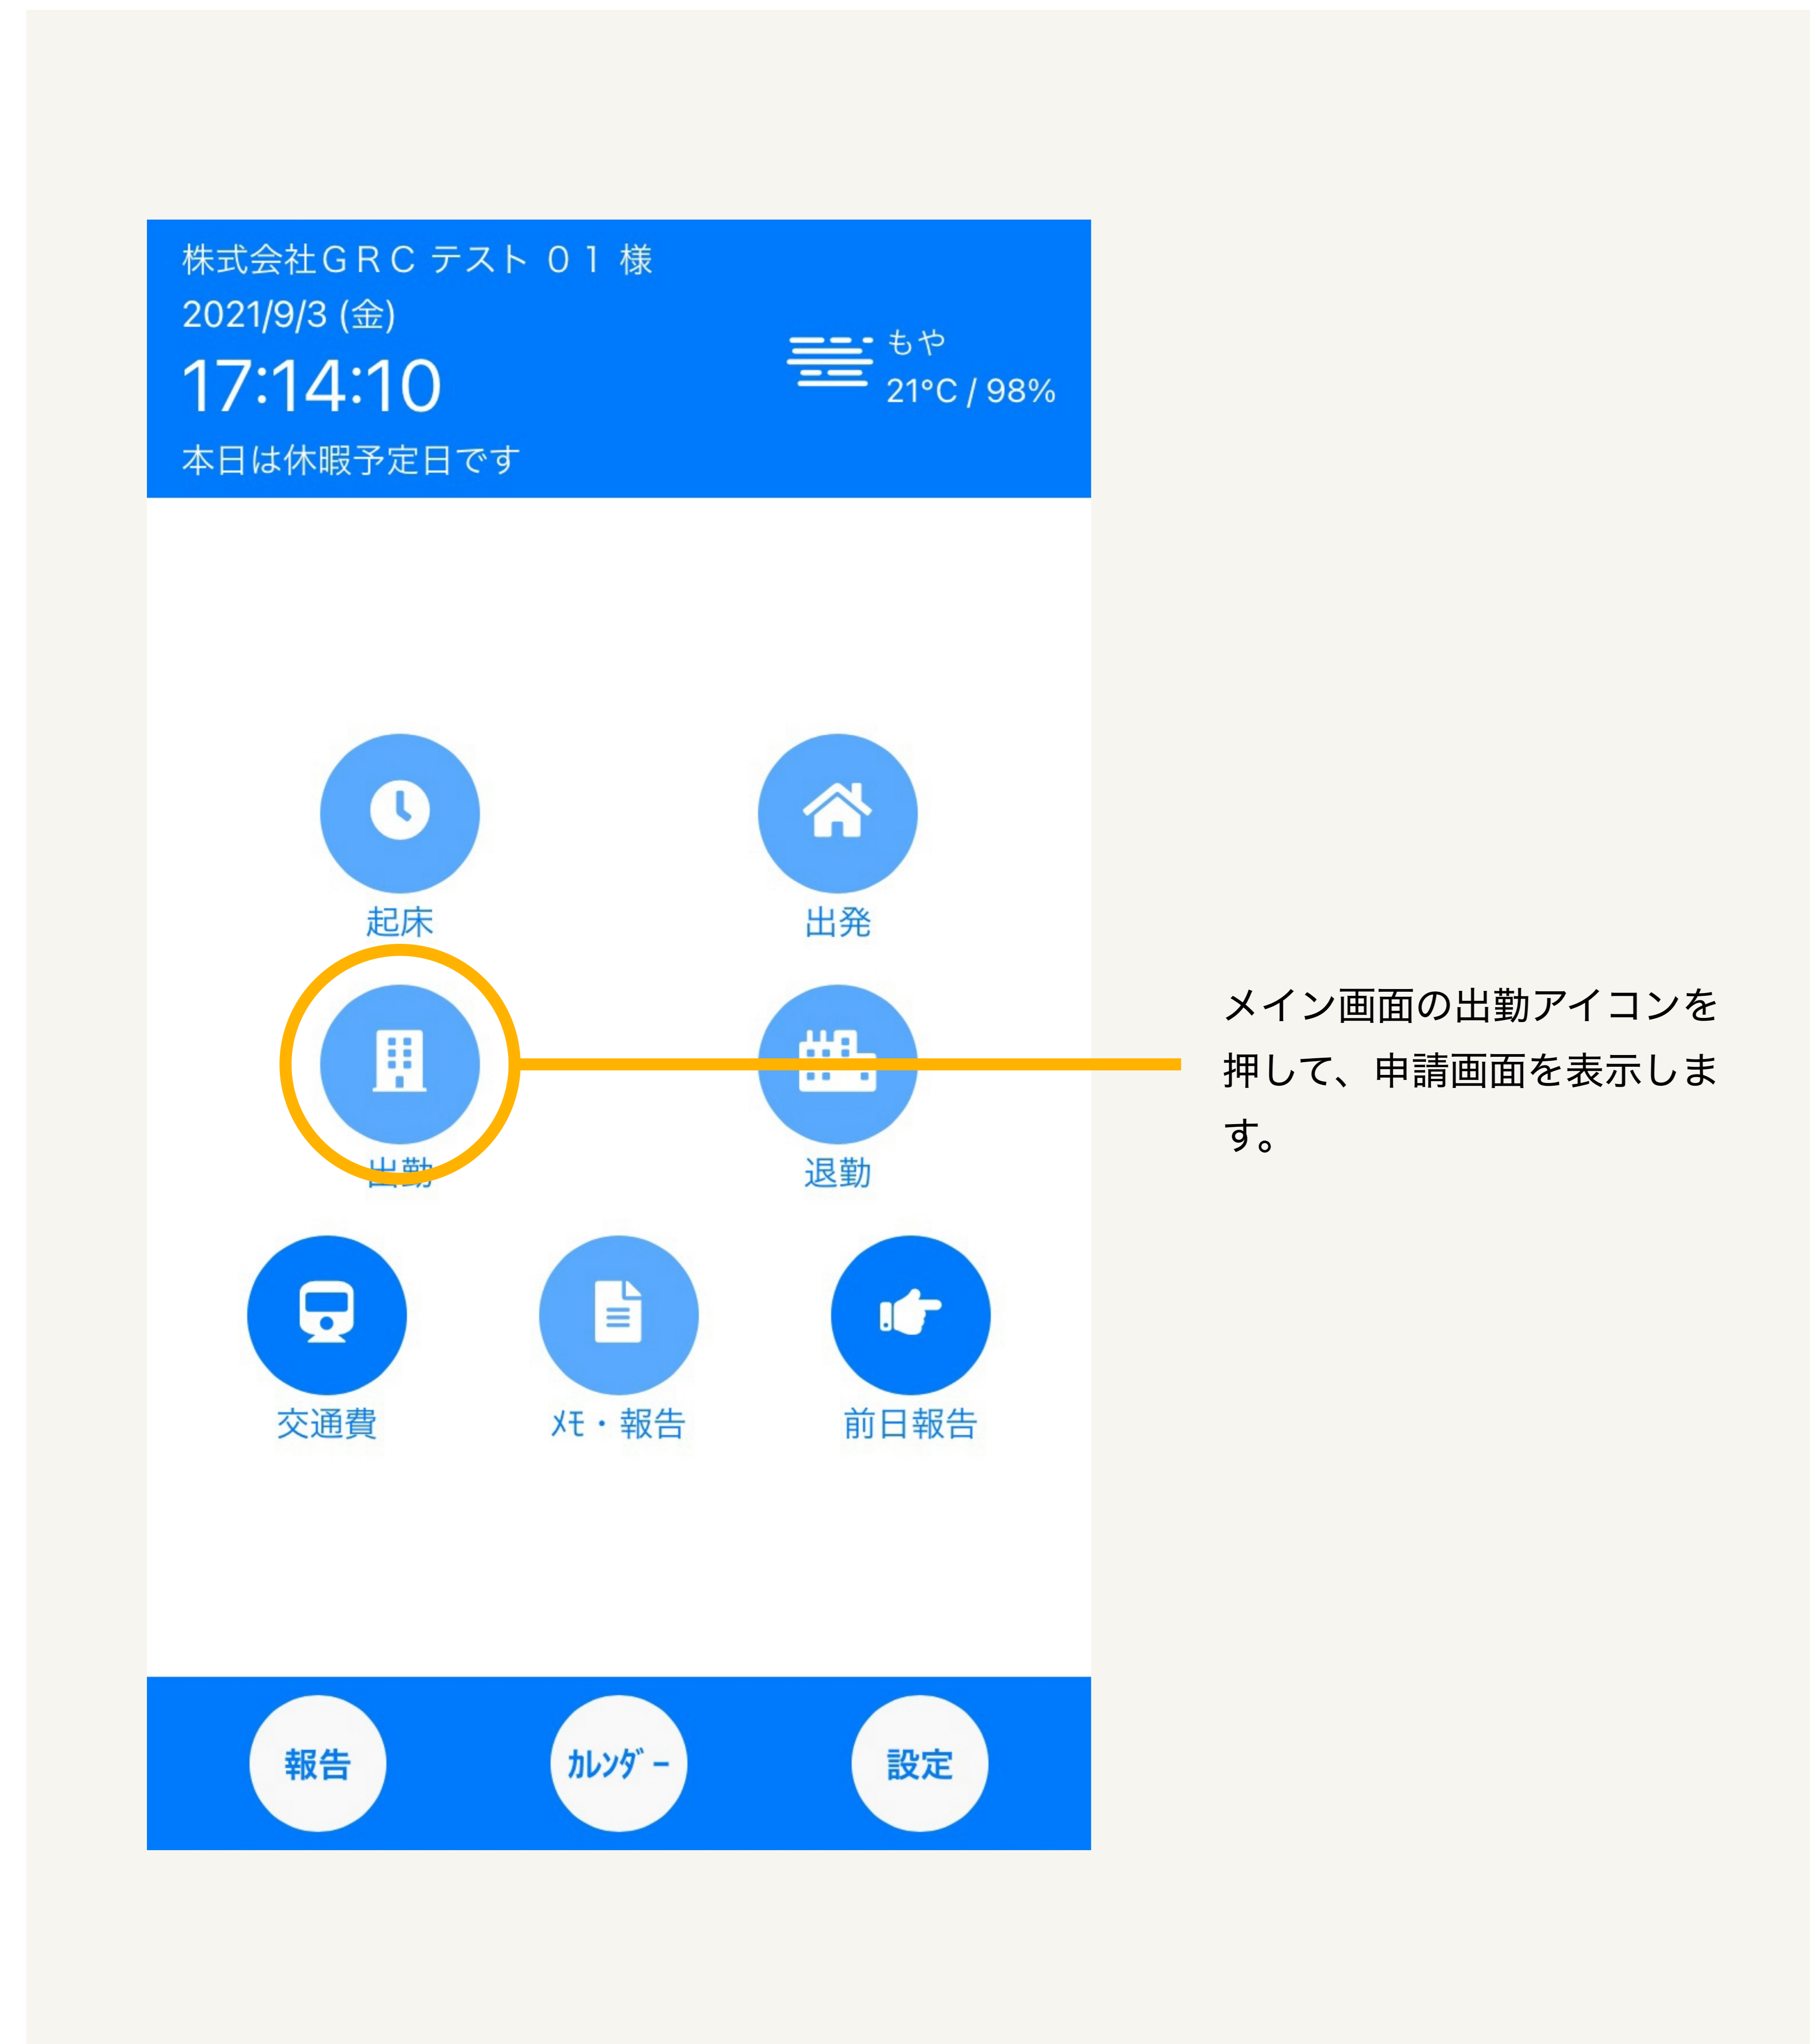 株式会社ＧＲＣ テスト ０１ 様
2021/9/3 (金)
17:14:10
もや
21°C / 98%
本日は休暇予定日です
起床
出発
出勤
退勤
メイン画面の出勤アイコンを
押して、申請画面を表示しま
す。
交通費
ﾒﾓ・報告
前日報告
報告
ｶﾚﾝﾀﾞｰ
設定